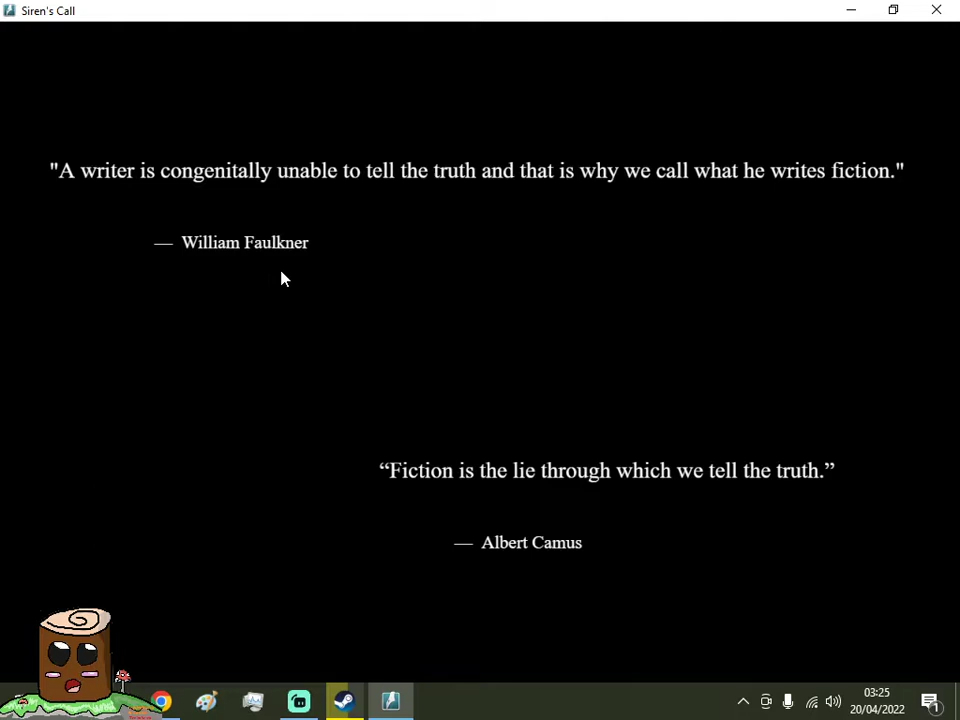 Siren's Call
"A writer is congenitally unable to tell the truth and that is why we call what he writes fiction."
— William Faulkner
“Fiction is the lie through which we tell the truth.”
— Albert Camus
03:25
20/04/2022
1